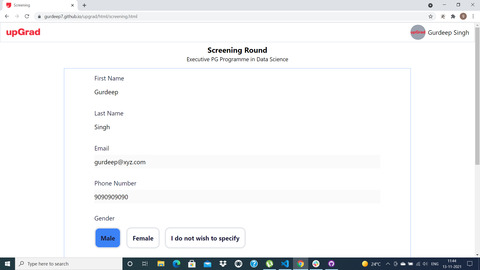 Screening
gurdeep7.github.io/upgrad/html/screening.html
upGrad
upGrad
Gurdeep Singh
Screening Round
Executive PG Programme in Data Science
First Name
Gurdeep
Last Name
Singh
Email
gurdeep@xyz.com
Phone Number
9090909090
Gender
Male
Female
I do not wish to specify
Type here to search
24°C
ENG
11:44
13-11-2021